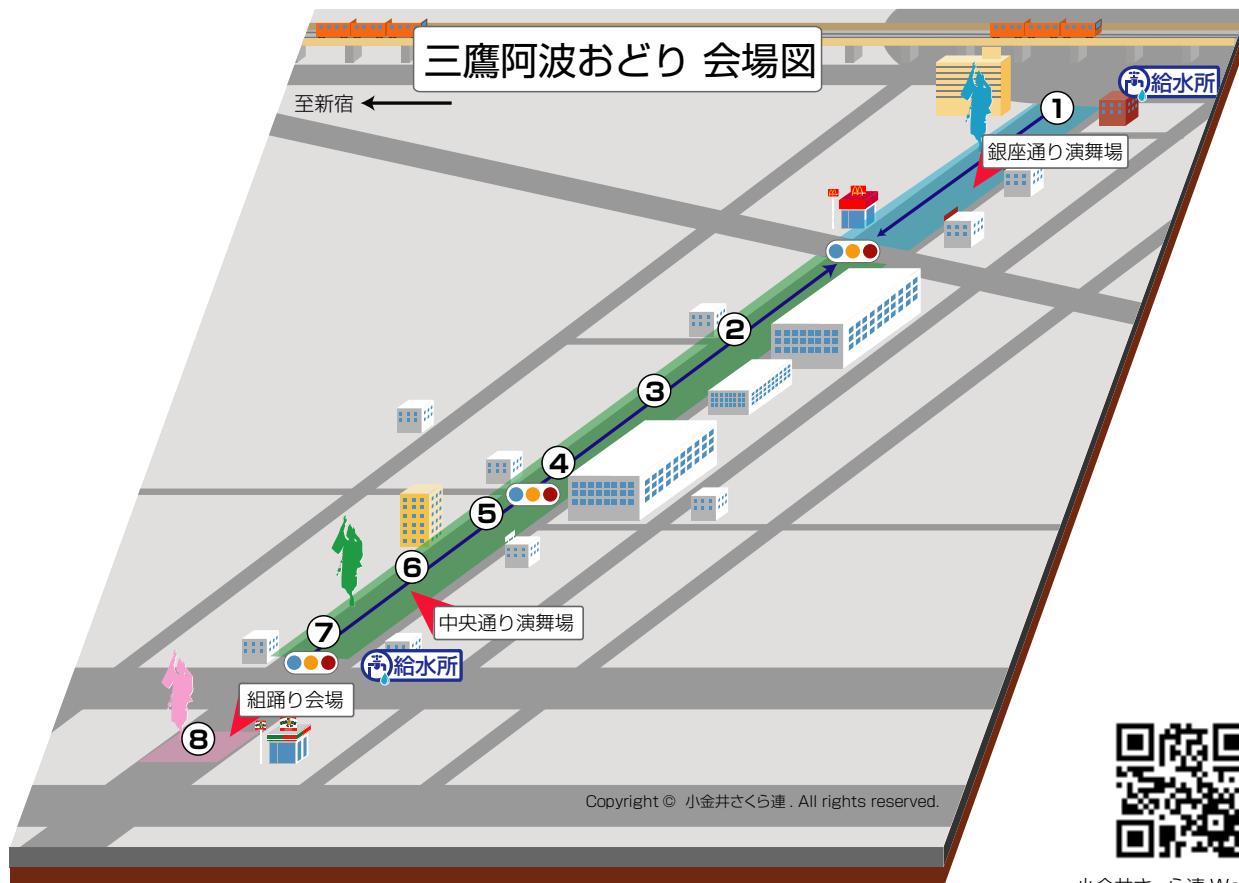 三鷹阿波おどり 会場図
至新宿
給水所
①
銀座通り演舞場
②
③
④
⑤
⑥
中央通り演舞場
⑦
給水所
組踊り会場
⑧
Copyright © 小金井さくら連 . All rights reserved.